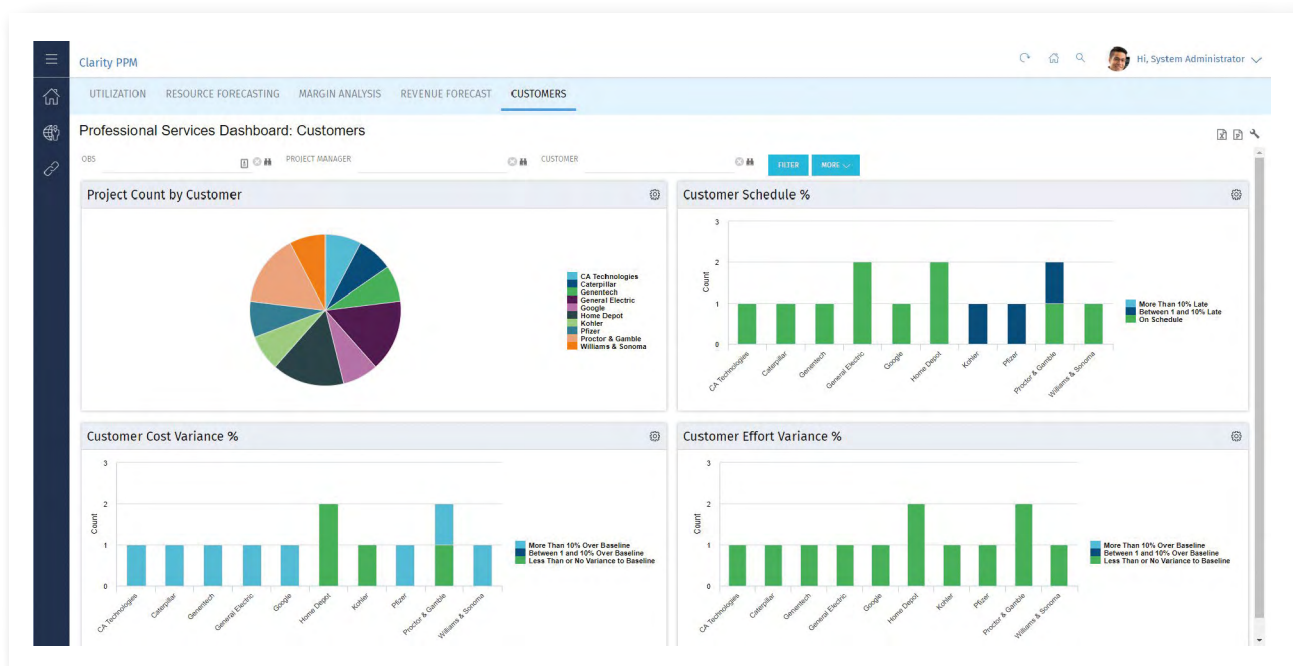 Clarity PPM
Hi, System Administrator
UTILIZATION RESOURCE FORECASTING MARGIN ANALYSIS REVENUE FORECAST CUSTOMERS
Professional Services Dashboard: Customers
OBS PROJECT MANAGER CUSTOMER FILTER MORE
Project Count by Customer
CA Technologies
Caterpillar
Genentech
General Electric
Google
Home Depot
Kohler
Pfizer
Proctor & Gamble
Williams & Sonoma
Customer Schedule %
3
2
1
0
Count
CA Technologies
Caterpillar
Genentech
General Electric
Google
Home Depot
Kohler
Pfizer
Proctor & Gamble
Williams & Sonoma
More Than 10% Late
Between 1 and 10% Late
On Schedule
Customer Cost Variance %
3
2
1
0
Count
CA Technologies
Caterpillar
Genentech
General Electric
Google
Home Depot
Kohler
Pfizer
Proctor & Gamble
Williams & Sonoma
More Than 10% Over Baseline
Between 1 and 10% Over Baseline
Less Than or No Variance to Baseline
Customer Effort Variance %
3
2
1
0
Count
CA Technologies
Caterpillar
Genentech
General Electric
Google
Home Depot
Kohler
Pfizer
Proctor & Gamble
Williams & Sonoma
More Than 10% Over Baseline
Between 1 and 10% Over Baseline
Less Than or No Variance to Baseline